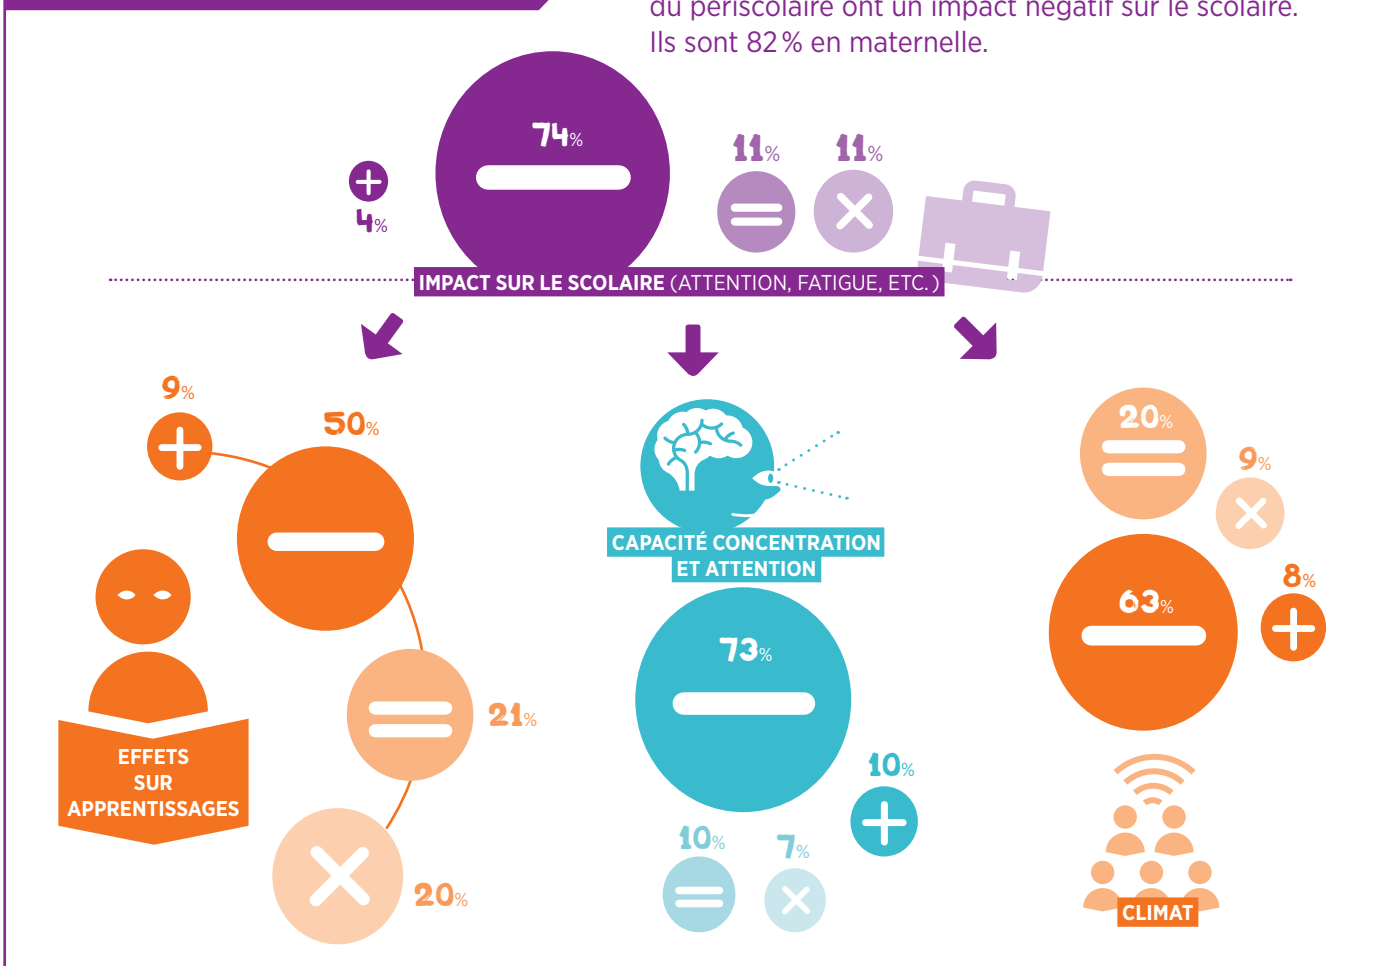 du périscolaire ont un impact négatif sur le scolaire.
Ils sont 82 % en maternelle.
74%
11%
11%
4%
IMPACT SUR LE SCOLAIRE (ATTENTION, FATIGUE, ETC. )
9%
50%
21%
20%
EFFETS
SUR
APPRENTISSAGES
CAPACITÉ CONCENTRATION
ET ATTENTION
73%
10%
10%
7%
20%
9%
63%
8%
CLIMAT